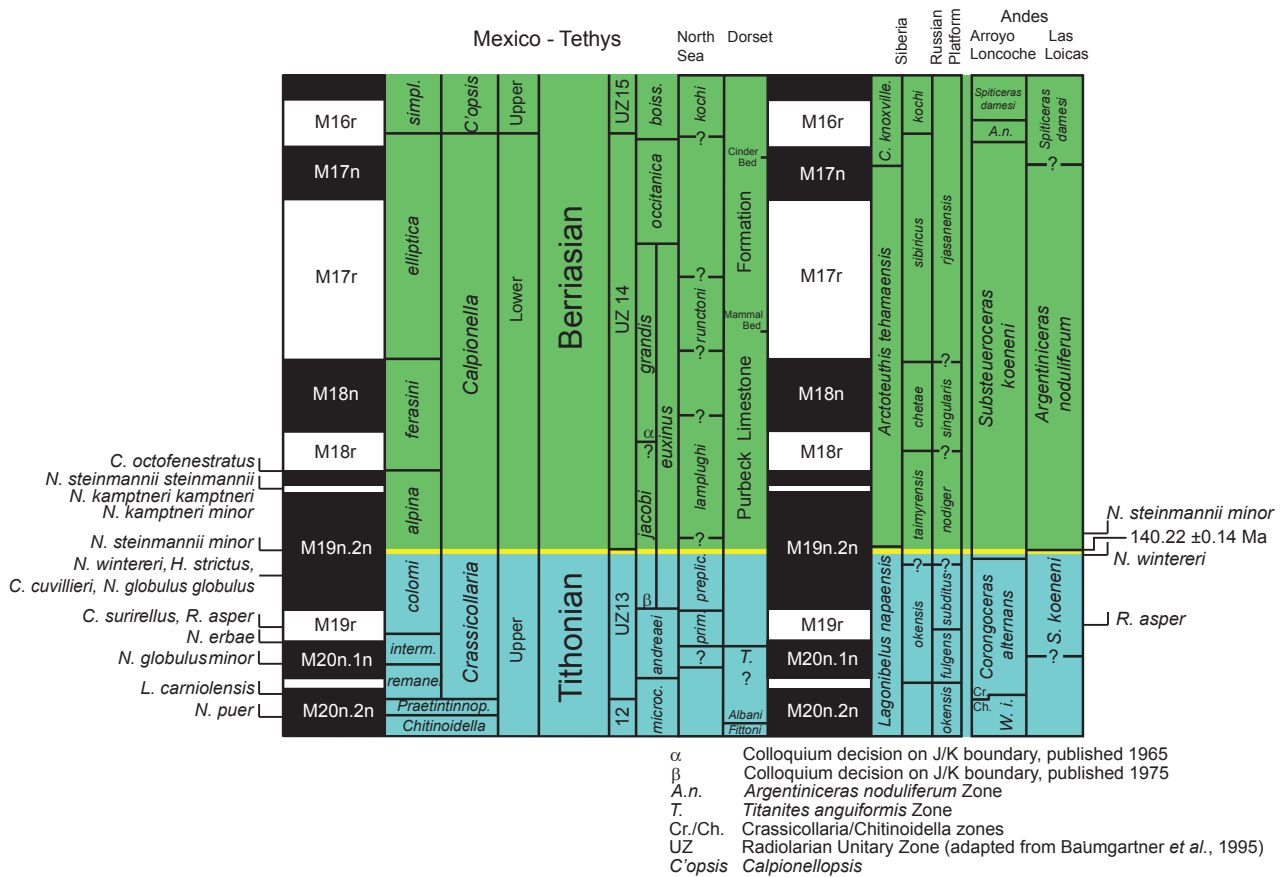 Mexico - Tethys
North
Sea
Dorset
Siberia
Russian
Platform
Andes
Arroyo
Loncoche
Las
Loicas
M16r
M17n
M17r
M18n
M18r
M19n.2n
M19r
M20n.1n
M20n.2n
simpl.
elliptica
ferasini
alpina
colomi
interm.
remanei
Praetintinnop.
Chitinoidella
C'opsis
Calpionella
Crassicollaria
Upper
Lower
Upper
Berriasian
Tithonian
UZ15
UZ 14
UZ13
12
boiss.
occitanica
grandis
α
?
jacobi
euxinus
β
andreaei
microc.
kochi
?
?
runctoni
?
?
lamplughi
?
preplic.
prim.
?
Cinder
Bed
Mammal
Bed
Purbeck Limestone Formation
T.
?
Albani
Fittoni
M16r
M17n
M17r
M18n
M18r
M19n.2n
M19r
M20n.1n
M20n.2n
C. knoxville.
Arctoteuthis tehamaensis
Lagonibelus napaensis
kochi
sibiricus
chetae
taimyrensis
?
okensis
rjasanensis
?
singularis
?
nodiger
?
subditus
fulgens
okensis
Spiticeras
damesi
A.n.
Substeueroceras
koeneni
Corongoceras
alternans
Cr.
Ch.
W. i.
Spiticeras
damesi
?
Argentiniceras
noduliferum
S. koeneni
?
C. octofenestratus
N. steinmannii steinmannii
N. kamptneri kamptneri
N. kamptneri minor
N. steinmannii minor
N. wintereri, H. strictus,
C. cuvillieri, N. globulus globulus
C. surirellus, R. asper
N. erbae
N. globulus minor
L. carniolensis
N. puer
N. steinmannii minor
140.22 ±0.14 Ma
N. wintereri
R. asper
α Colloquium decision on J/K boundary, published 1965
β Colloquium decision on J/K boundary, published 1975
A.n. Argentiniceras noduliferum Zone
T. Titanites anguiformis Zone
Cr./Ch. Crassicollaria/Chitinoidella zones
UZ Radiolarian Unitary Zone (adapted from Baumgartner et al., 1995)
C'opsis Calpionellopsis